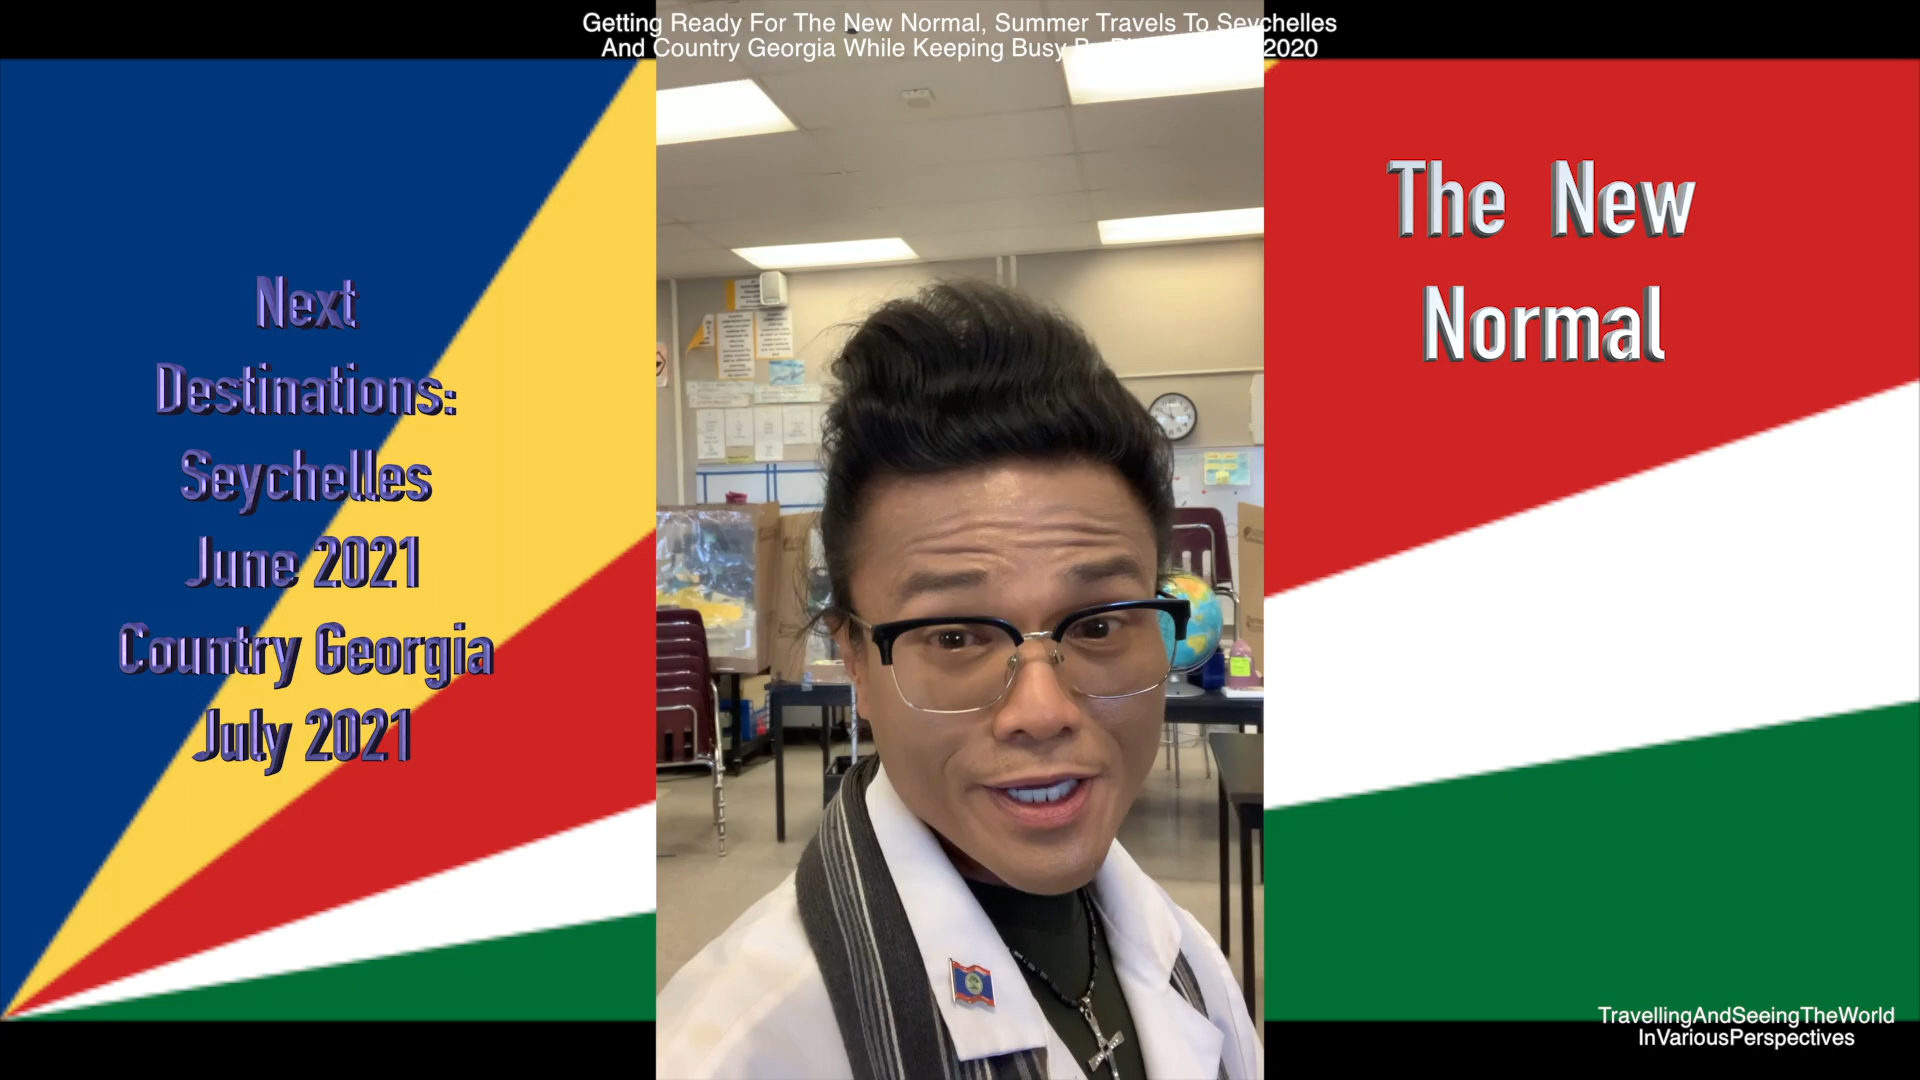 Getting Ready For The New Normal, Summer Travels To Seychelles
And Country Georgia While Keeping Busy 2020
Next
Destinations:
Seychelles
June 2021
Country Georgia
July 2021
The New
Normal
TravellingAndSeeingTheWorld
InVariousPerspectives